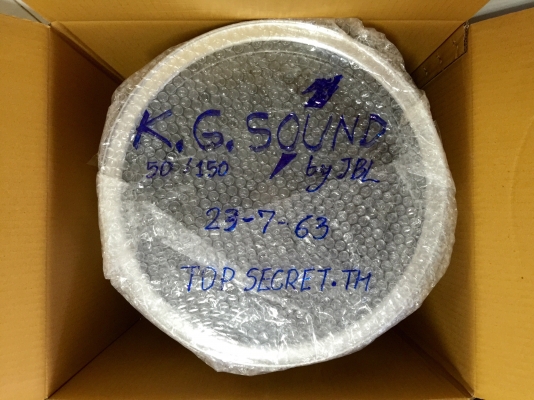 K.G. SOUND
50/150 by JBL
23-7-63
TOP SECRET.TH